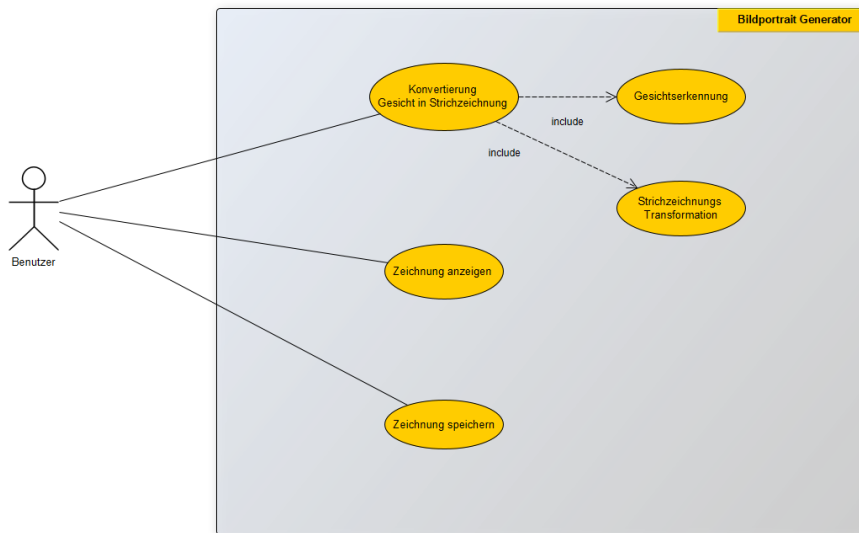 Bildportrait Generator
Konvertierung
Gesicht in Strichzeichnung
Gesichtserkennung
include
include
Strichzeichnungs
Transformation
Benutzer
Zeichnung anzeigen
Zeichnung speichern